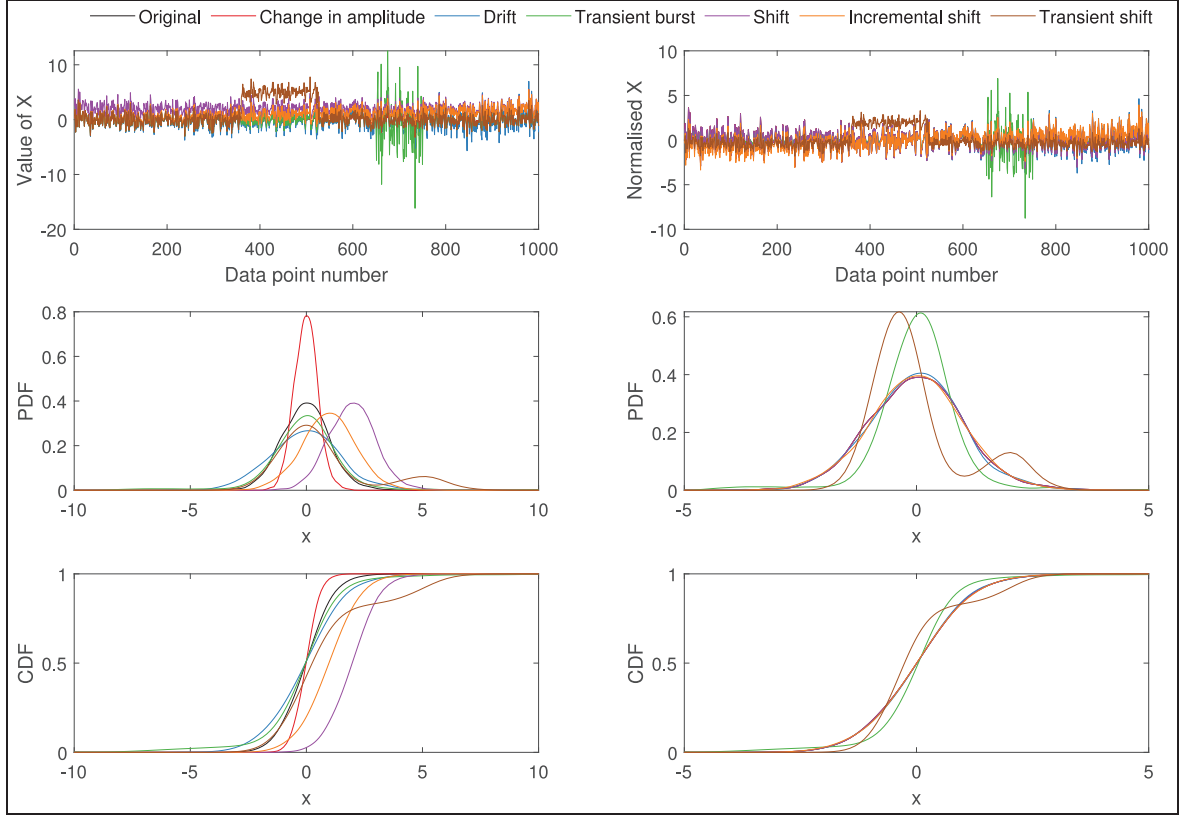 Original Change in amplitude Drift Transient burst Shift Incremental shift Transient shift
Value of X
10
0
-10
-20
0 200 400 600 800 1000
Data point number
Normalised X
10
5
0
-5
-10
0 200 400 600 800 1000
Data point number
PDF
0.8
0.6
0.4
0.2
0
-10 -5 0 5 10
x
PDF
0.6
0.4
0.2
0
-5 0 5
x
CDF
1
0.5
0
-10 -5 0 5 10
x
CDF
1
0.5
0
-5 0 5
x